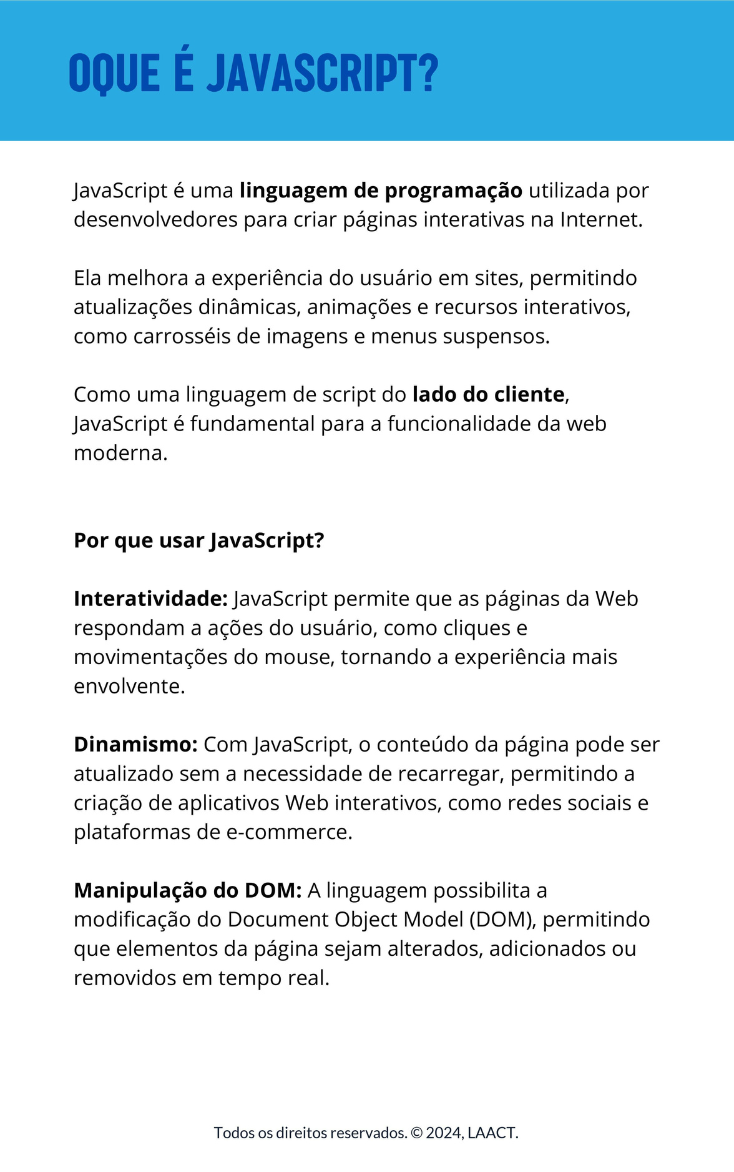 OQUE É JAVASCRIPT?
JavaScript é uma linguagem de programação utilizada por
desenvolvedores para criar páginas interativas na Internet.
Ela melhora a experiência do usuário em sites, permitindo
atualizações dinâmicas, animações e recursos interativos,
como carrosséis de imagens e menus suspensos.
Como uma linguagem de script do lado do cliente,
JavaScript é fundamental para a funcionalidade da web
moderna.
Por que usar JavaScript?
Interatividade: JavaScript permite que as páginas da Web
respondam a ações do usuário, como cliques e
movimentações do mouse, tornando a experiência mais
envolvente.
Dinamismo: Com JavaScript, o conteúdo da página pode ser
atualizado sem a necessidade de recarregar, permitindo a
criação de aplicativos Web interativos, como redes sociais e
plataformas de e-commerce.
Manipulação do DOM: A linguagem possibilita a
modificação do Document Object Model (DOM), permitindo
que elementos da página sejam alterados, adicionados ou
removidos em tempo real.
Todos os direitos reservados. © 2024, LAACT.